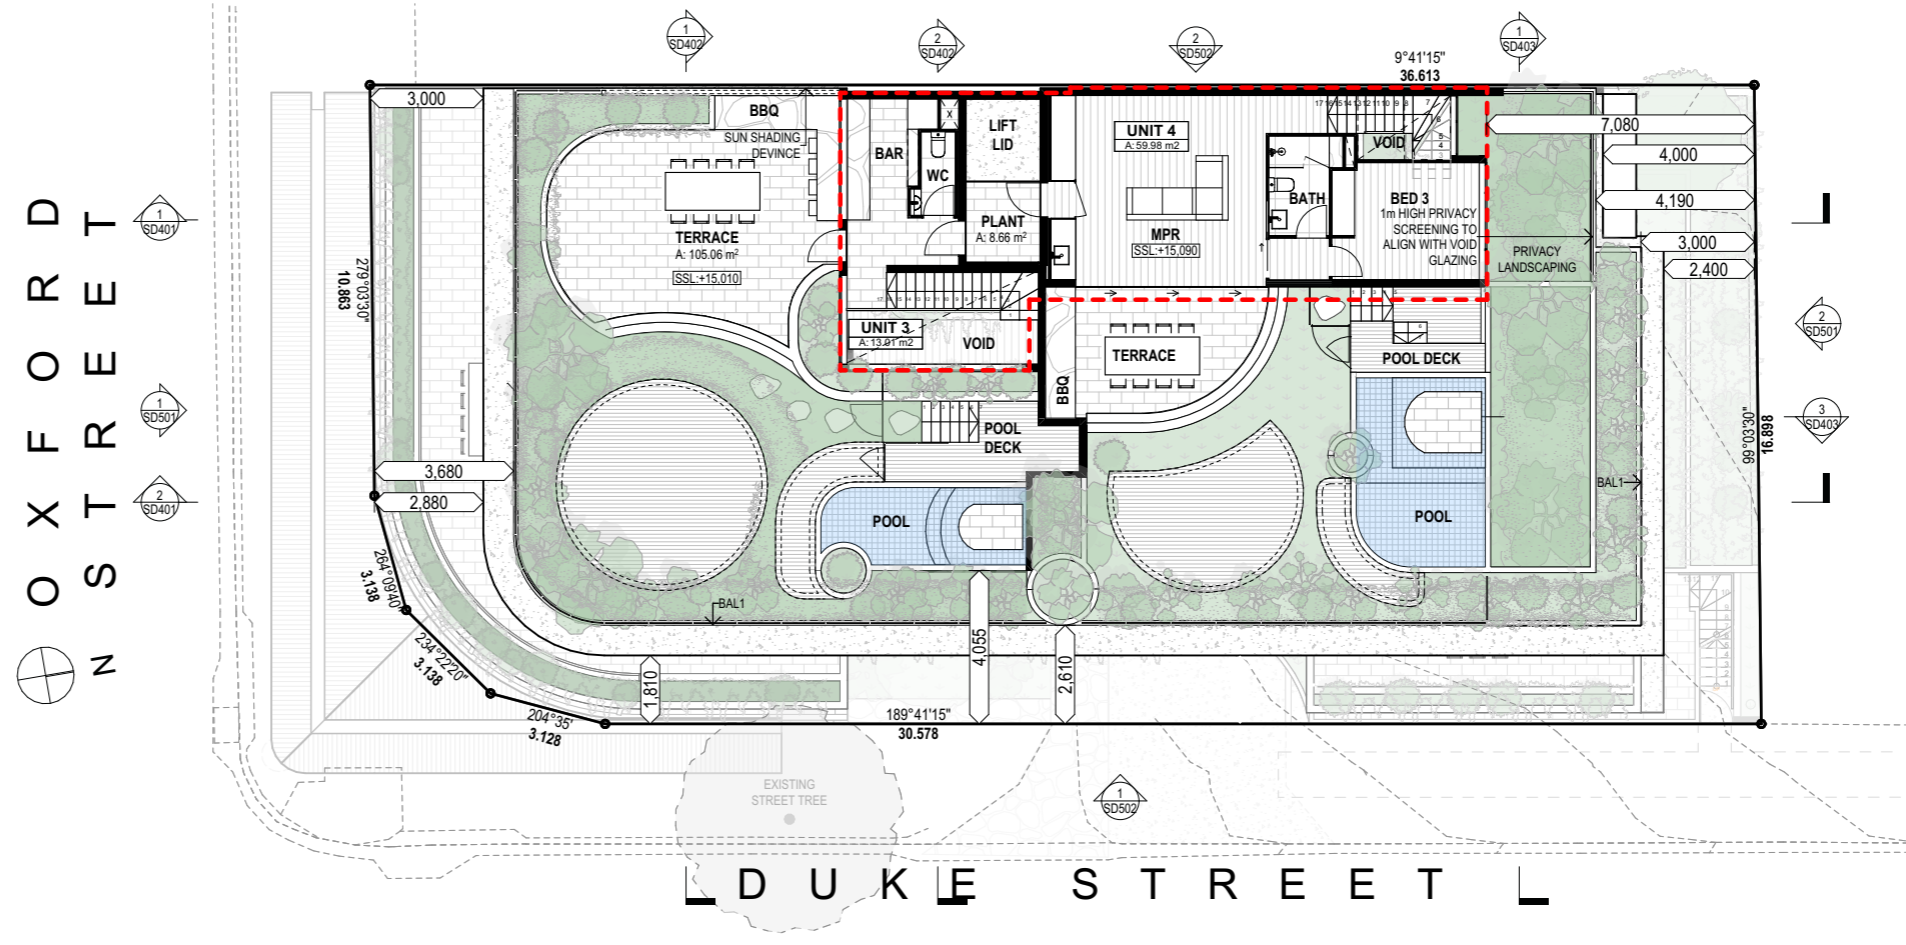 1
SD402
2
SD402
2
SD502
1
SD403
9°41'15"
36.613
3,000
BBQ
SUN SHADING
DEVINCE
BAR
WC
LIFT
LID
PLANT
A: 8.66 m2
UNIT 4
A: 59.98 m2
MPR
SSL:+15,090
BATH
VOID
BED 3
1m HIGH PRIVACY
SCREENING TO
ALIGN WITH VOID
GLAZING
PRIVACY
LANDSCAPING
7,080
4,000
4,190
3,000
2,400
TERRACE
A: 105.06 m2
SSL:+15,010
UNIT 3
A: 13.01 m2
VOID
TERRACE
BBQ
POOL DECK
POOL
DECK
POOL
POOL
BAL1
BAL1
1
SD401
1
SD501
2
SD401
2
SD501
3
SD403
OXFORD
STREET
N
279°03'30"
10.863
3,680
2,880
264°09'40"
3.138
234°22'20"
3.138
204°35'
3.128
1,810
4,055
2,610
189°41'15"
30.578
99°03'30"
16.898
EXISTING
STREET TREE
1
SD502
DUKE STREET